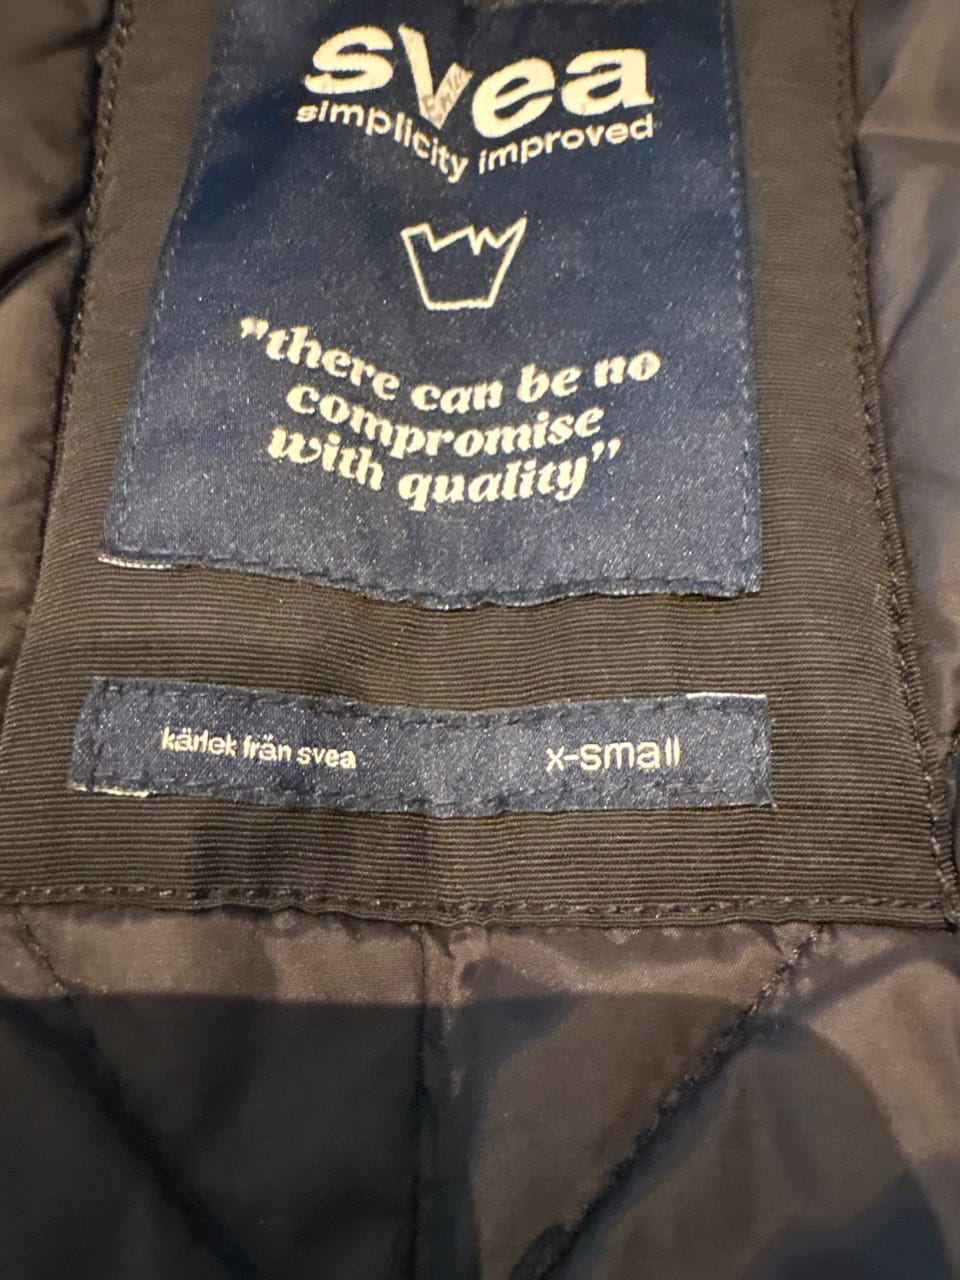 svea
simplicity improved
”there can be no
compromise
with quality”
kärlek från svea
x-small